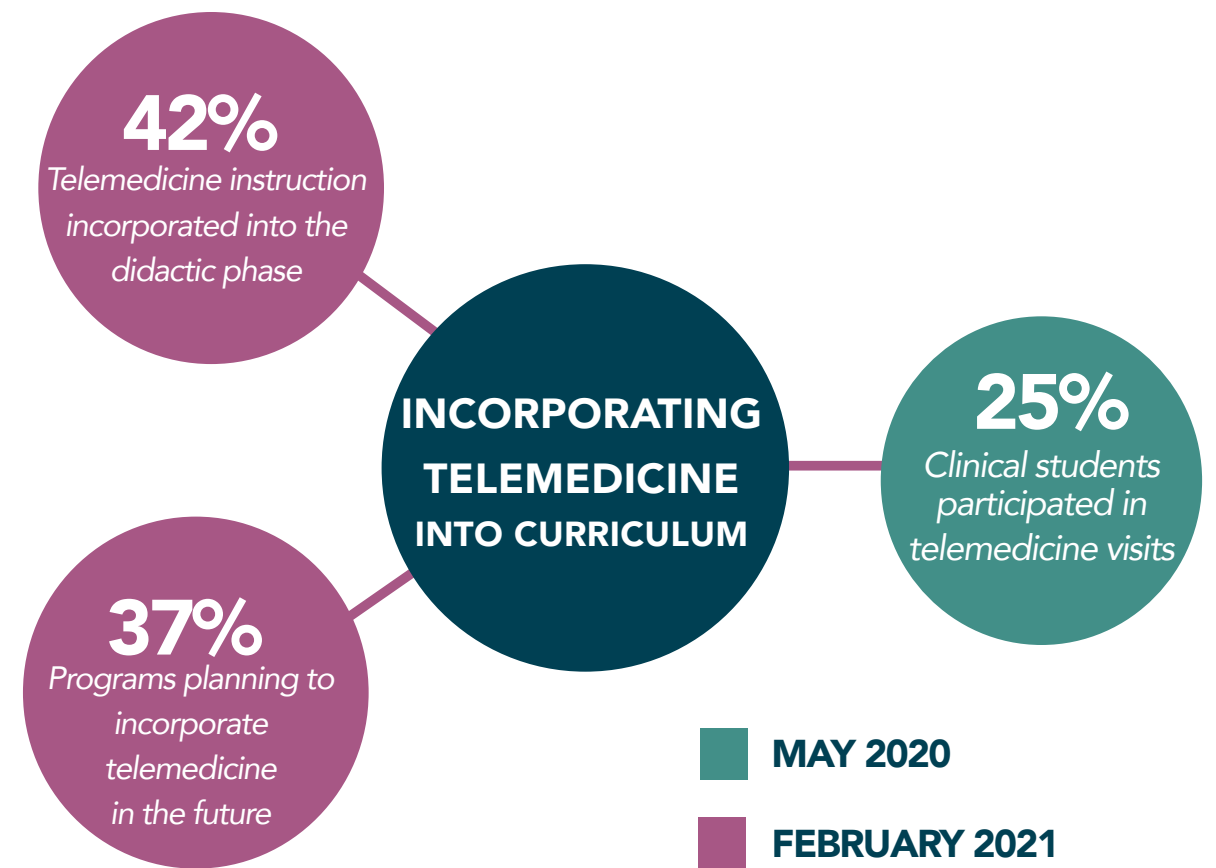 42%
Telemedicine instruction
incorporated into the
didactic phase
INCORPORATING
TELEMEDICINE
INTO CURRICULUM
25%
Clinical students
participated in
telemedicine visits
37%
Programs planning to
incorporate
telemedicine
in the future
MAY 2020
FEBRUARY 2021